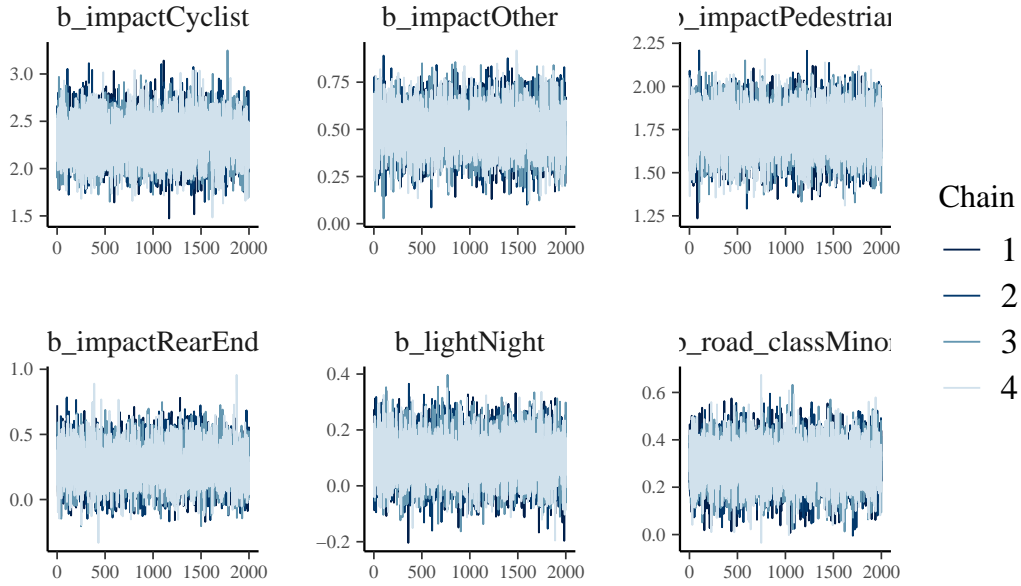 b_impactCyclist
b_impactOther
b_impactPedestrian
3.0
2.5
2.0
1.5
0 500 1000 1500 2000
0.75
0.50
0.25
0.00
0 500 1000 1500 2000
2.25
2.00
1.75
1.50
1.25
0 500 1000 1500 2000
b_impactRearEnd
b_lightNight
b_road_classMinor
1.0
0.5
0.0
0 500 1000 1500 2000
0.4
0.2
0.0
−0.2
0 500 1000 1500 2000
0.6
0.4
0.2
0.0
0 500 1000 1500 2000
Chain
1
2
3
4